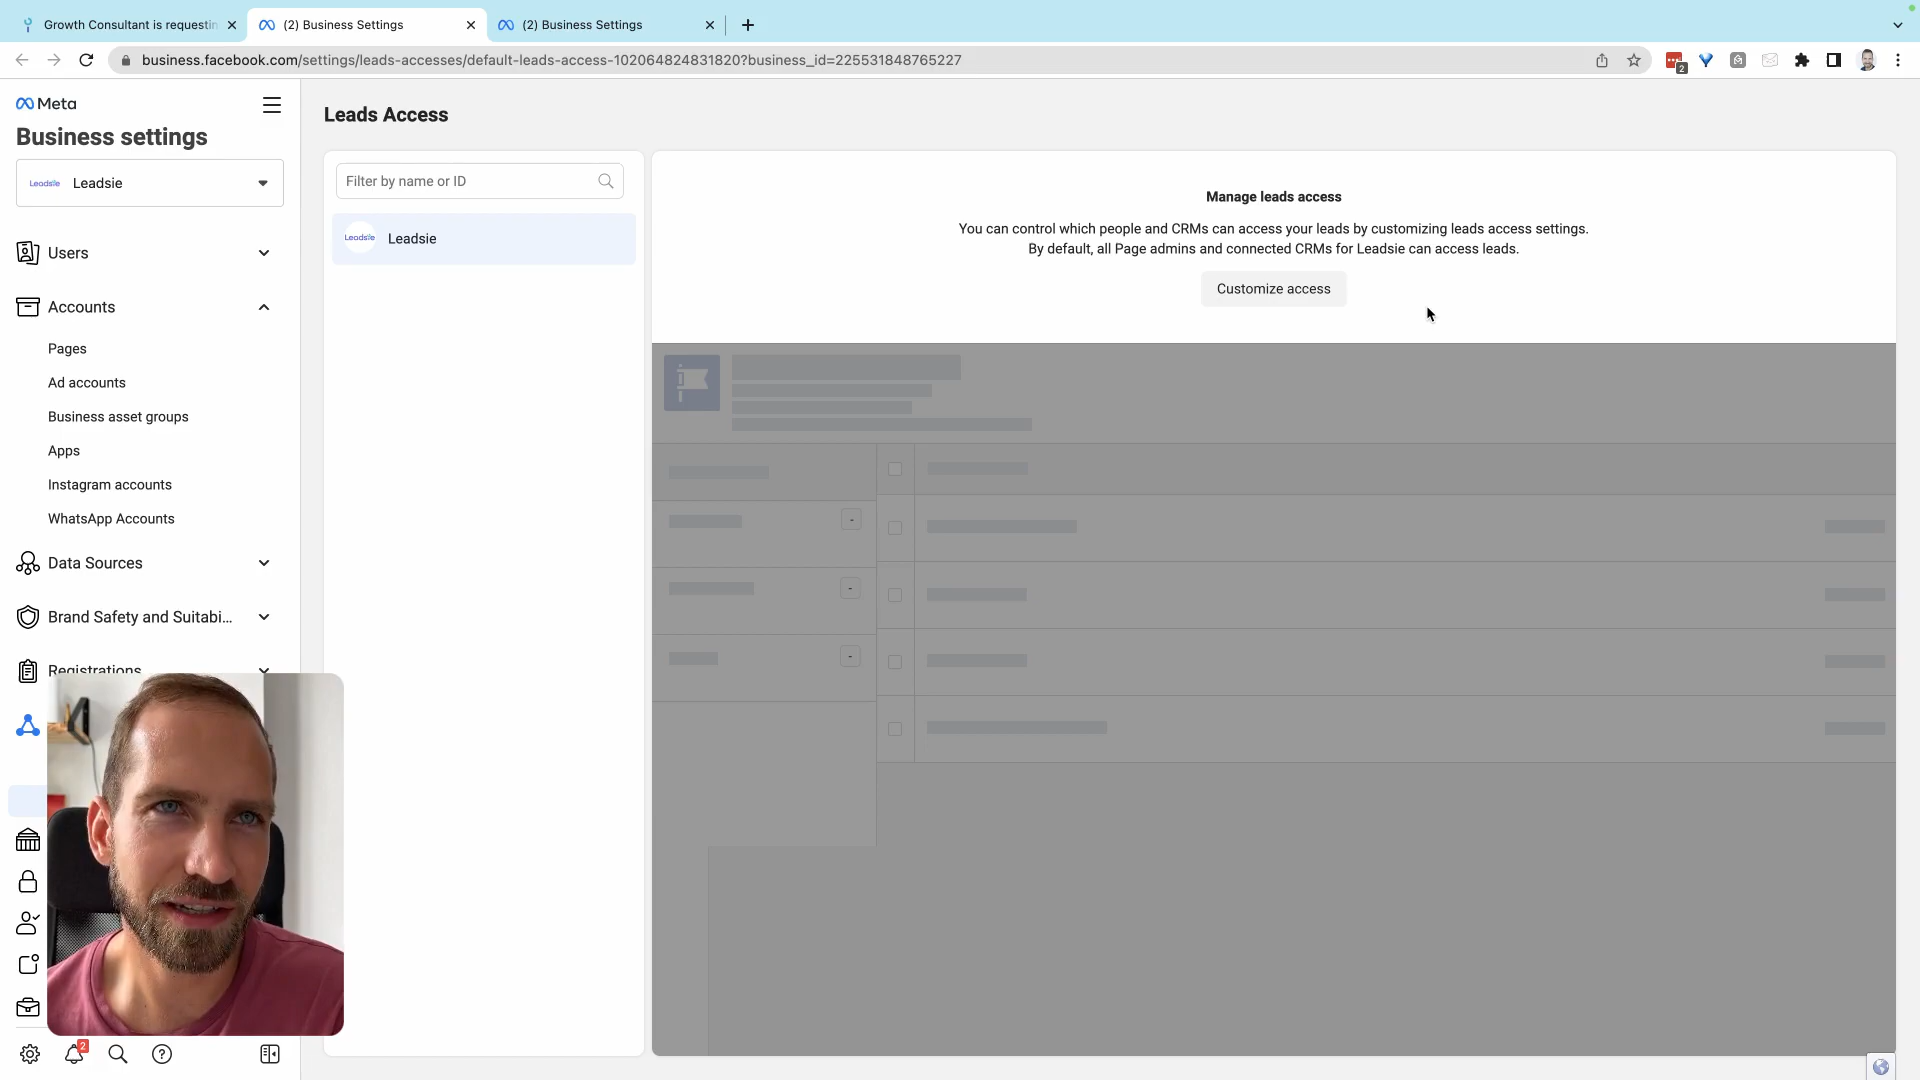 Growth Consultant is requestin
(2) Business Settings
(2) Business Settings
business.facebook.com/settings/leads-accesses/default-leads-access-102064824831820?business_id=225531848765227
2
Meta
Business settings
Leadsie
Leadsie
Users
Accounts
Pages
Ad accounts
Business asset groups
Apps
Instagram accounts
WhatsApp Accounts
Data Sources
Brand Safety and Suitabi...
Registrations
2
Leads Access
Filter by name or ID
Leadsie
Leadsie
Manage leads access
You can control which people and CRMs can access your leads by customizing leads access settings.
By default, all Page admins and connected CRMs for Leadsie can access leads.
Customize access